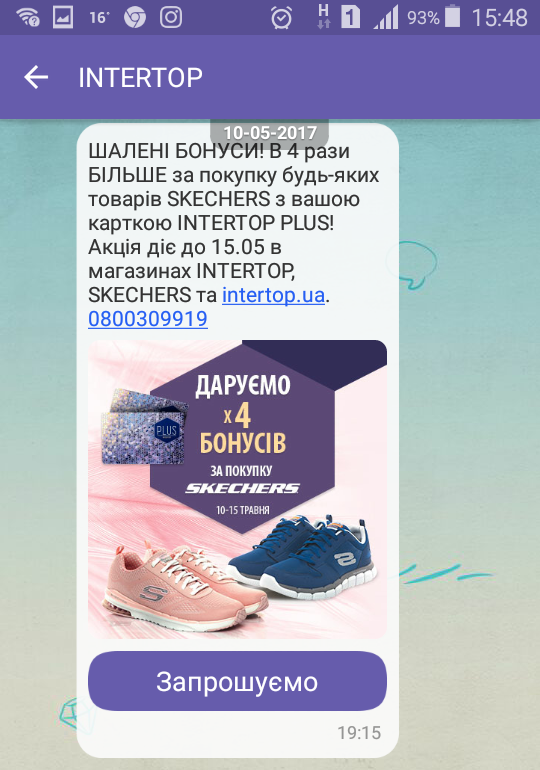 16°
H
1
93%
15:48
INTERTOP
10-05-2017
ШАЛЕНІ БОНУСИ! В 4 рази
БІЛЬШЕ за покупку будь-яких
товарів SKECHERS з вашою
карткою INTERTOP PLUS!
Акція діє до 15.05 в
магазинах INTERTOP,
SKECHERS та intertop.ua.
0800309919
ДАРУЄМО
х4
БОНУСІВ
PLUS
ЗА ПОКУПКУ
SKECHERS
10-15 ТРАВНЯ
Запрошуємо
19:15